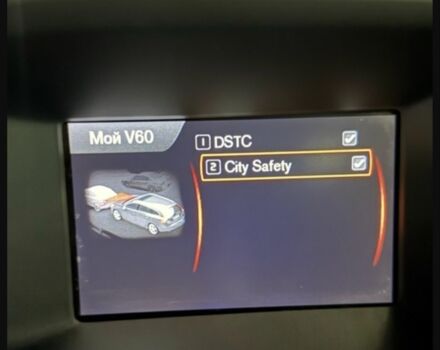 Мой V60
1 DSTC
2 City Safety